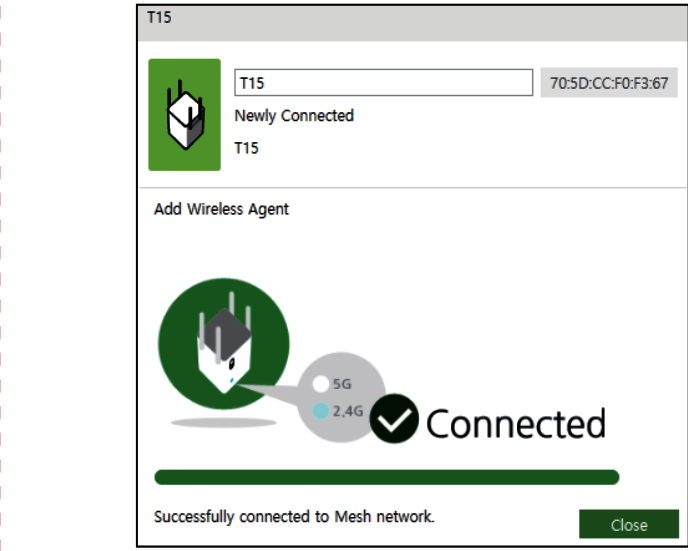 T15
T15
70:5D:CC:F0:F3:67
Newly Connected
T15
Add Wireless Agent
5G
2,4G
Connected
Successfully connected to Mesh network.
Close